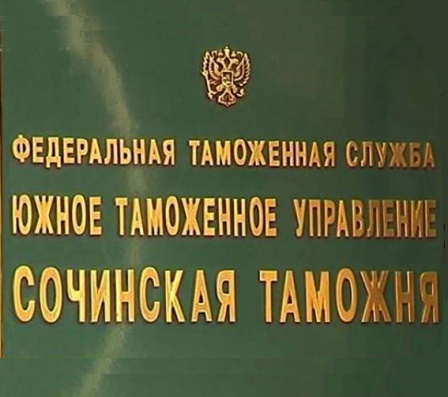 ФЕДЕРАЛЬНАЯ ТАМОЖЕННАЯ СЛУЖБА
ЮЖНОЕ ТАМОЖЕННОЕ УПРАВЛЕНИЕ
СОЧИНСКАЯ ТАМОЖНЯ